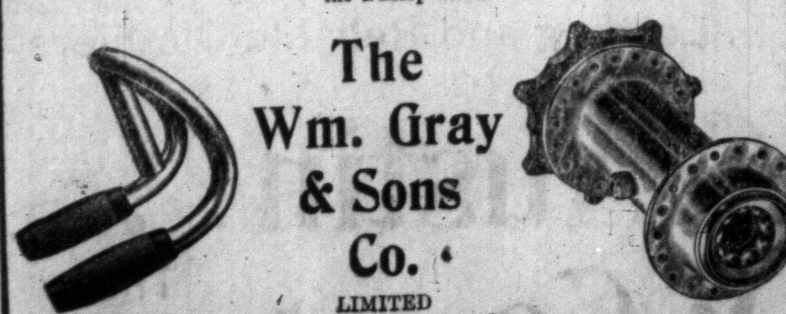 The
Wm. Gray
& Sons
Co.
LIMITED